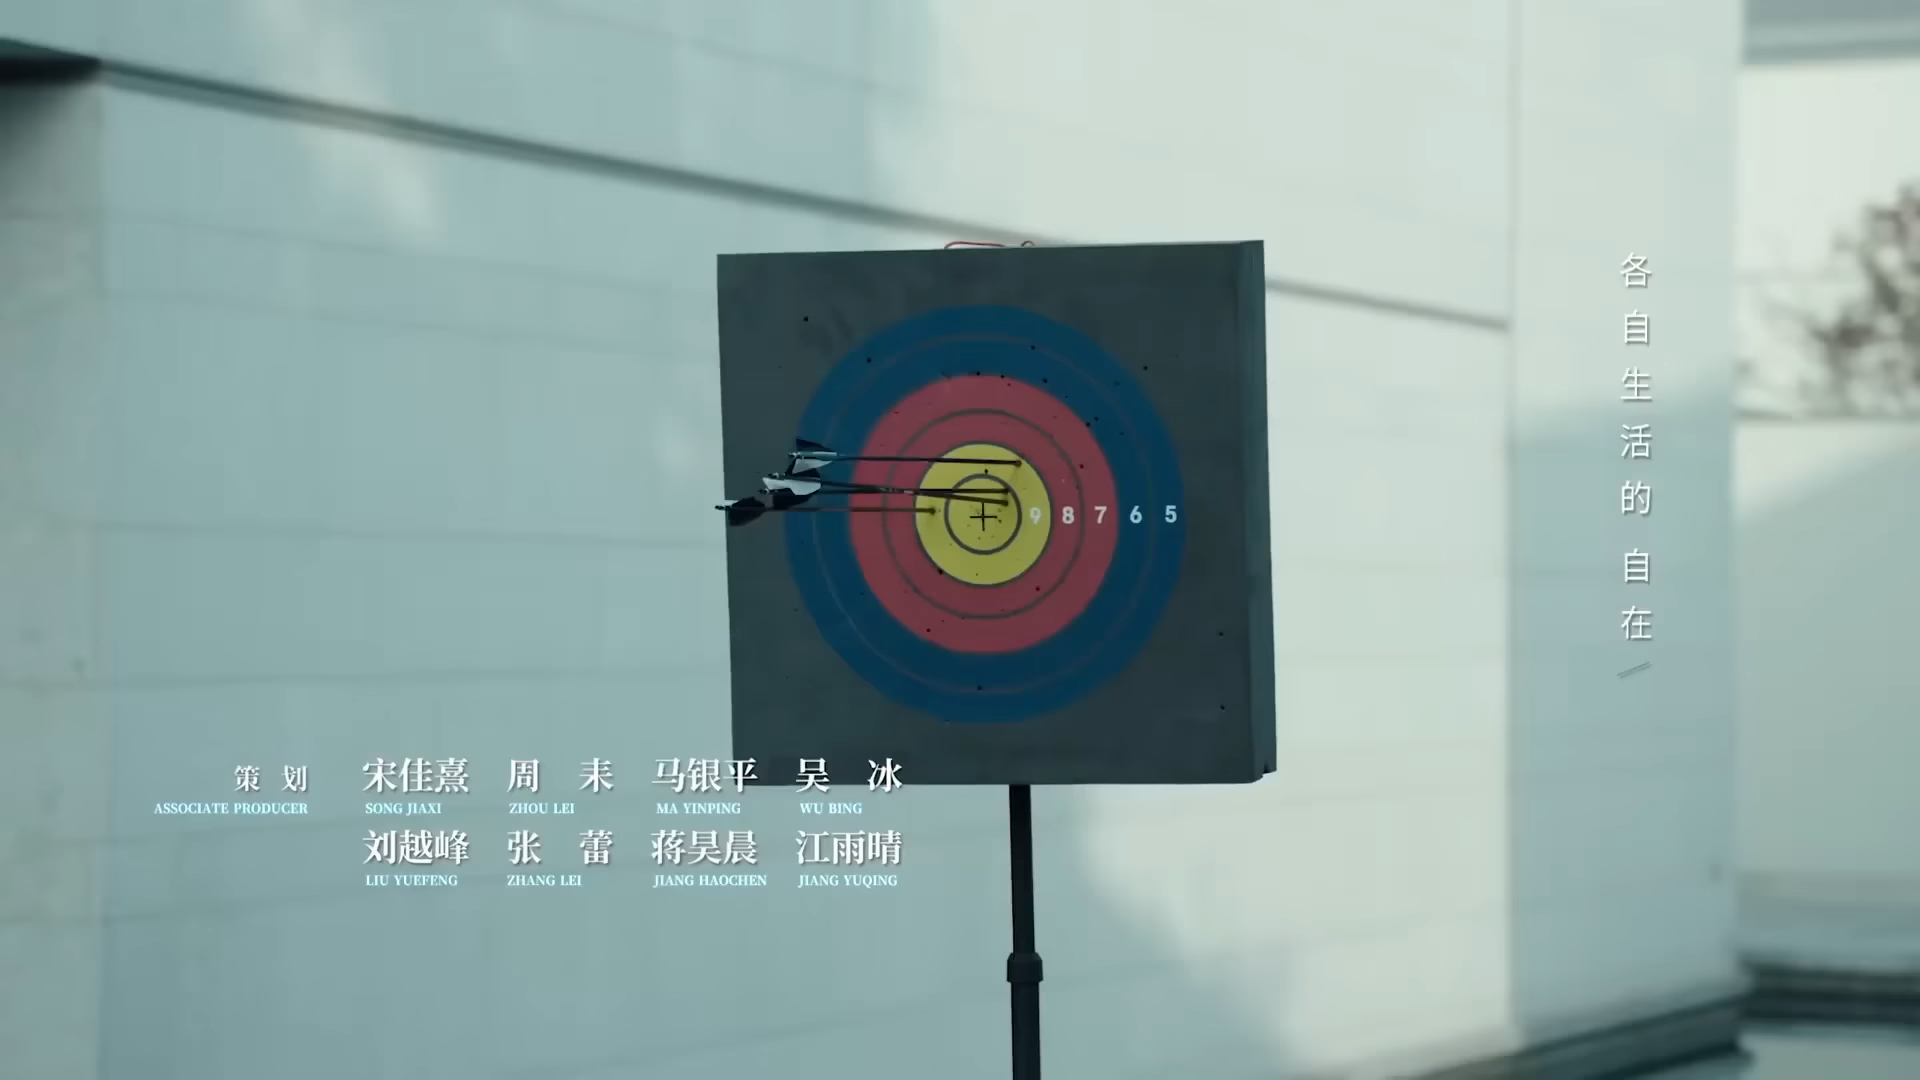 各自生活的 自在
9 8 7 6 5
策 划 宋佳熹 周 耒 马银平 吴 冰
ASSOCIATE PRODUCER SONG JIAXI ZHOU LEI MA YINPING WU BING
刘越峰 张 蕾 蒋昊晨 江雨晴
LIU YUEFENG ZHANG LEI JIANG HAOCHEN JIANG YUQING